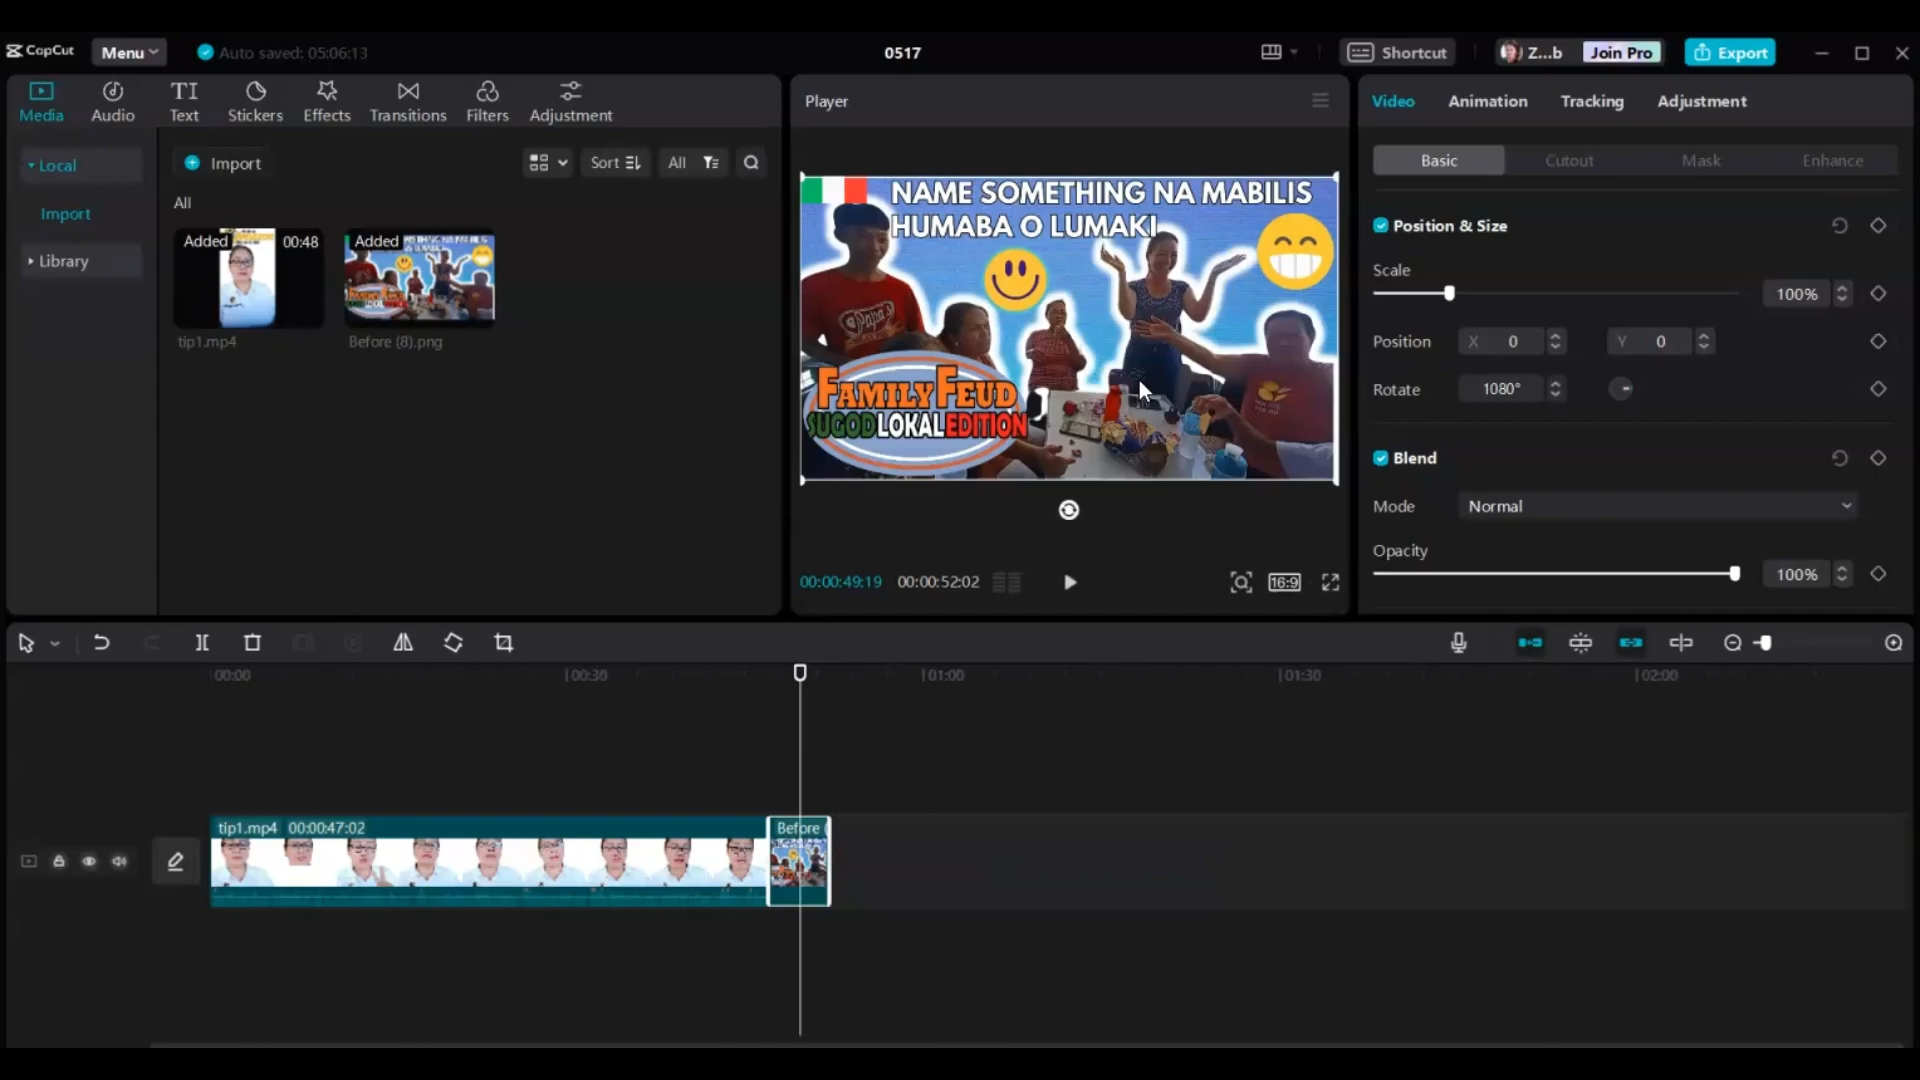 CapCut
Menu
Auto saved: 05:06:13
0517
Shortcut
Z...b
Join Pro
Export
Media
Audio
Text
Stickers
Effects
Transitions
Filters
Adjustment
Local
Import
Library
Import
Sort
All
All
Added
00:48
tip1.mp4
Added
Before (8).png
Player
NAME SOMETHING NA MABILIS
HUMABA O LUMAKI
FAMILY FEUD
SUGODLOKALEDITION
00:00:49:19
00:00:52:02
16:9
Video
Animation
Tracking
Adjustment
Basic
Cutout
Mask
Enhance
Position & Size
Scale
100%
Position
X 0
Y 0
Rotate
1080°
Blend
Mode
Normal
Opacity
100%
00:00
00:30
01:00
01:30
02:00
tip1.mp4 00:00:47:02
Before (